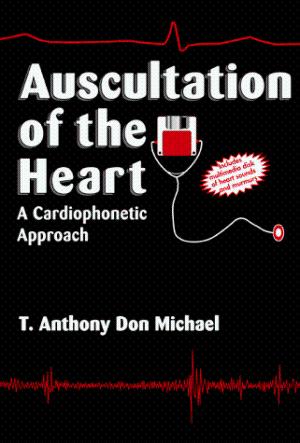 Auscultation
of the
Heart
A Cardiophonetic
Approach
includes
multimedia disk
of heart sounds
and murmurs
T. Anthony Don Michael